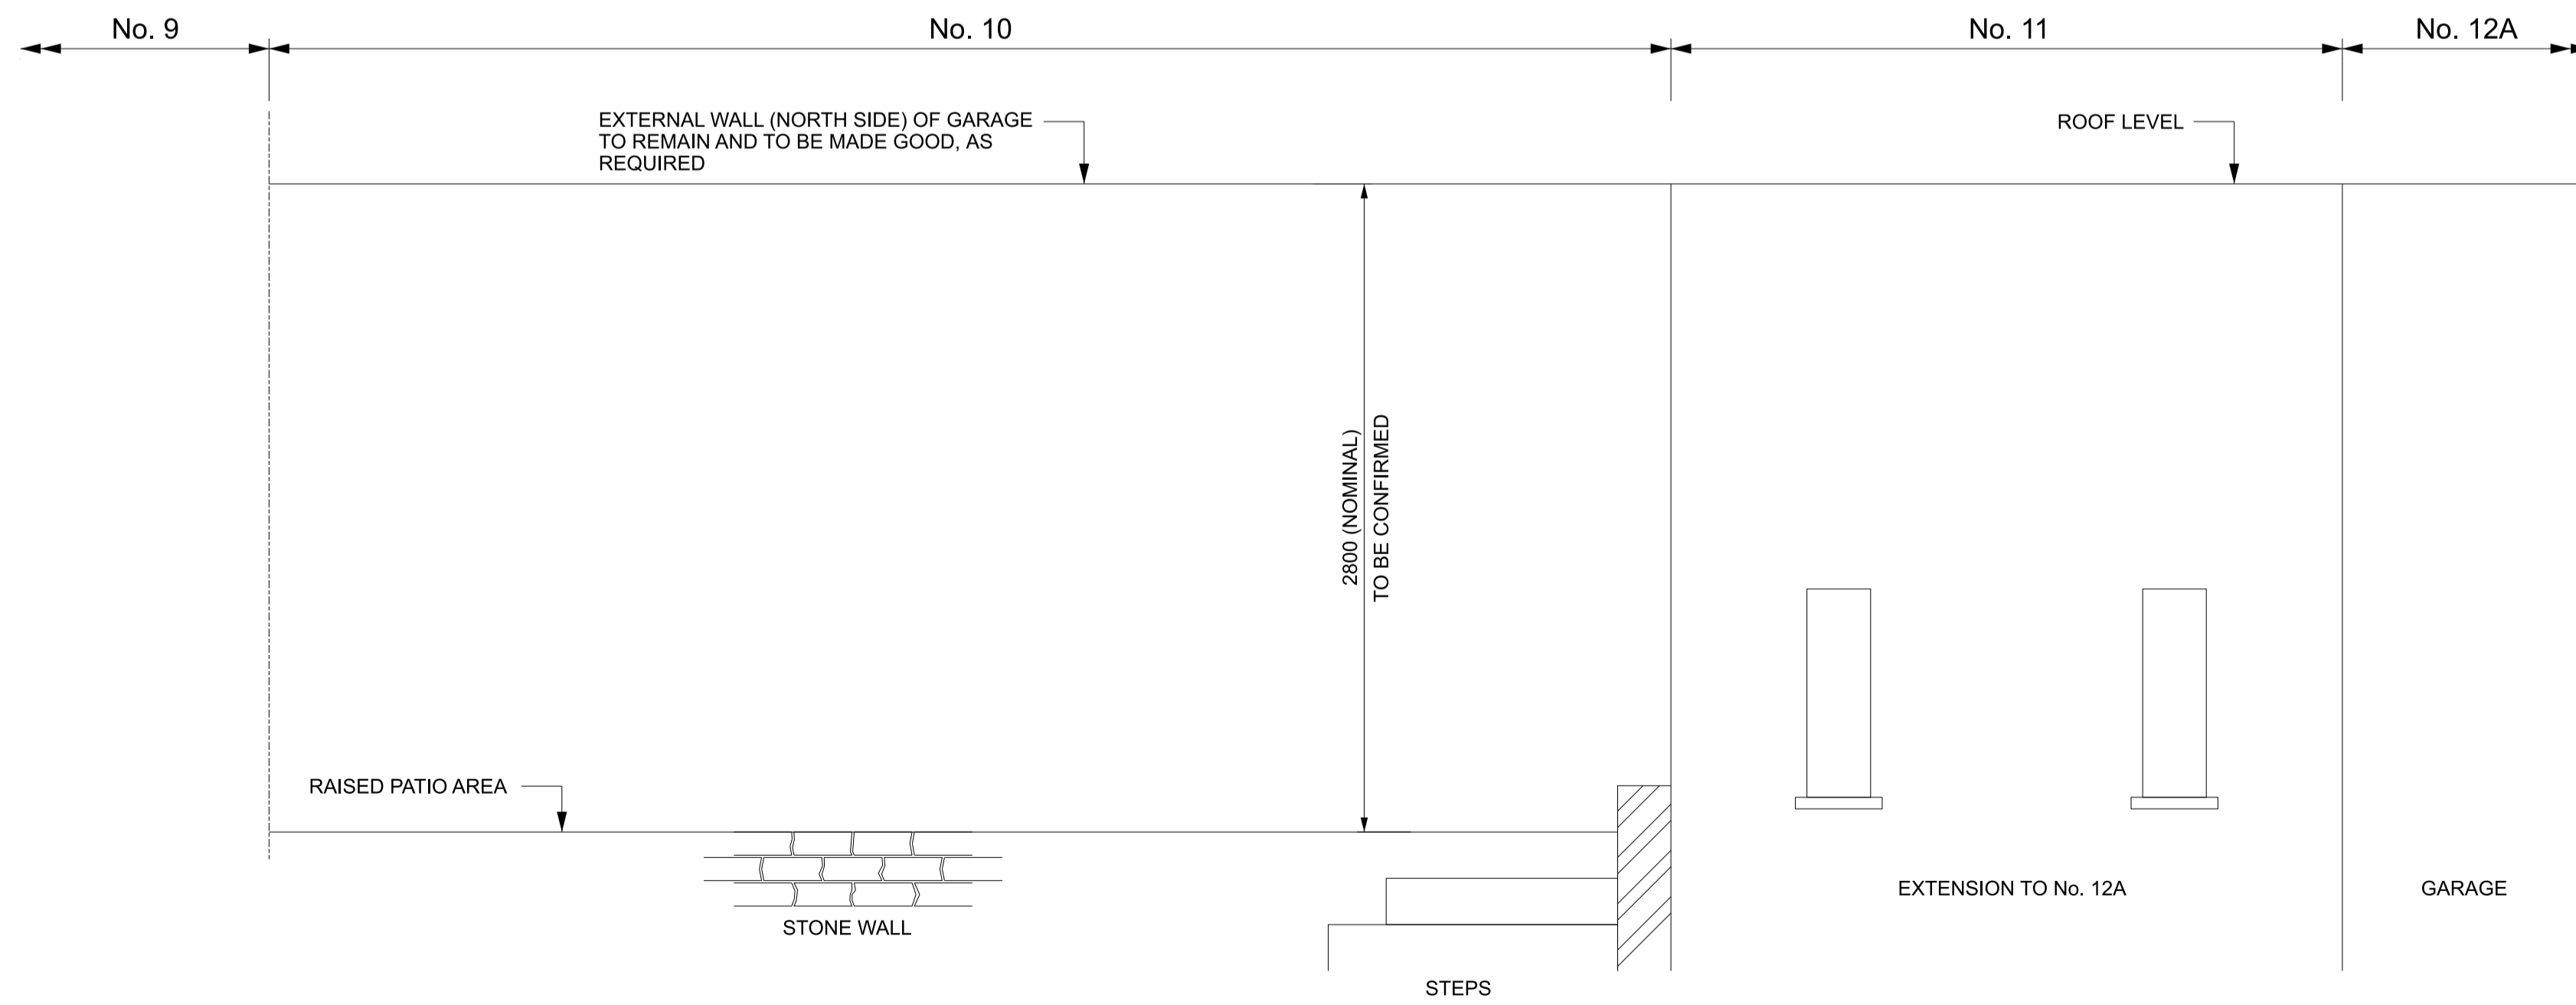 No. 9
No. 10
No. 11
No. 12A
EXTERNAL WALL (NORTH SIDE) OF GARAGE
TO REMAIN AND TO BE MADE GOOD, AS
REQUIRED
ROOF LEVEL
2800 (NOMINAL)
TO BE CONFIRMED
RAISED PATIO AREA
STONE WALL
STEPS
EXTENSION TO No. 12A
GARAGE